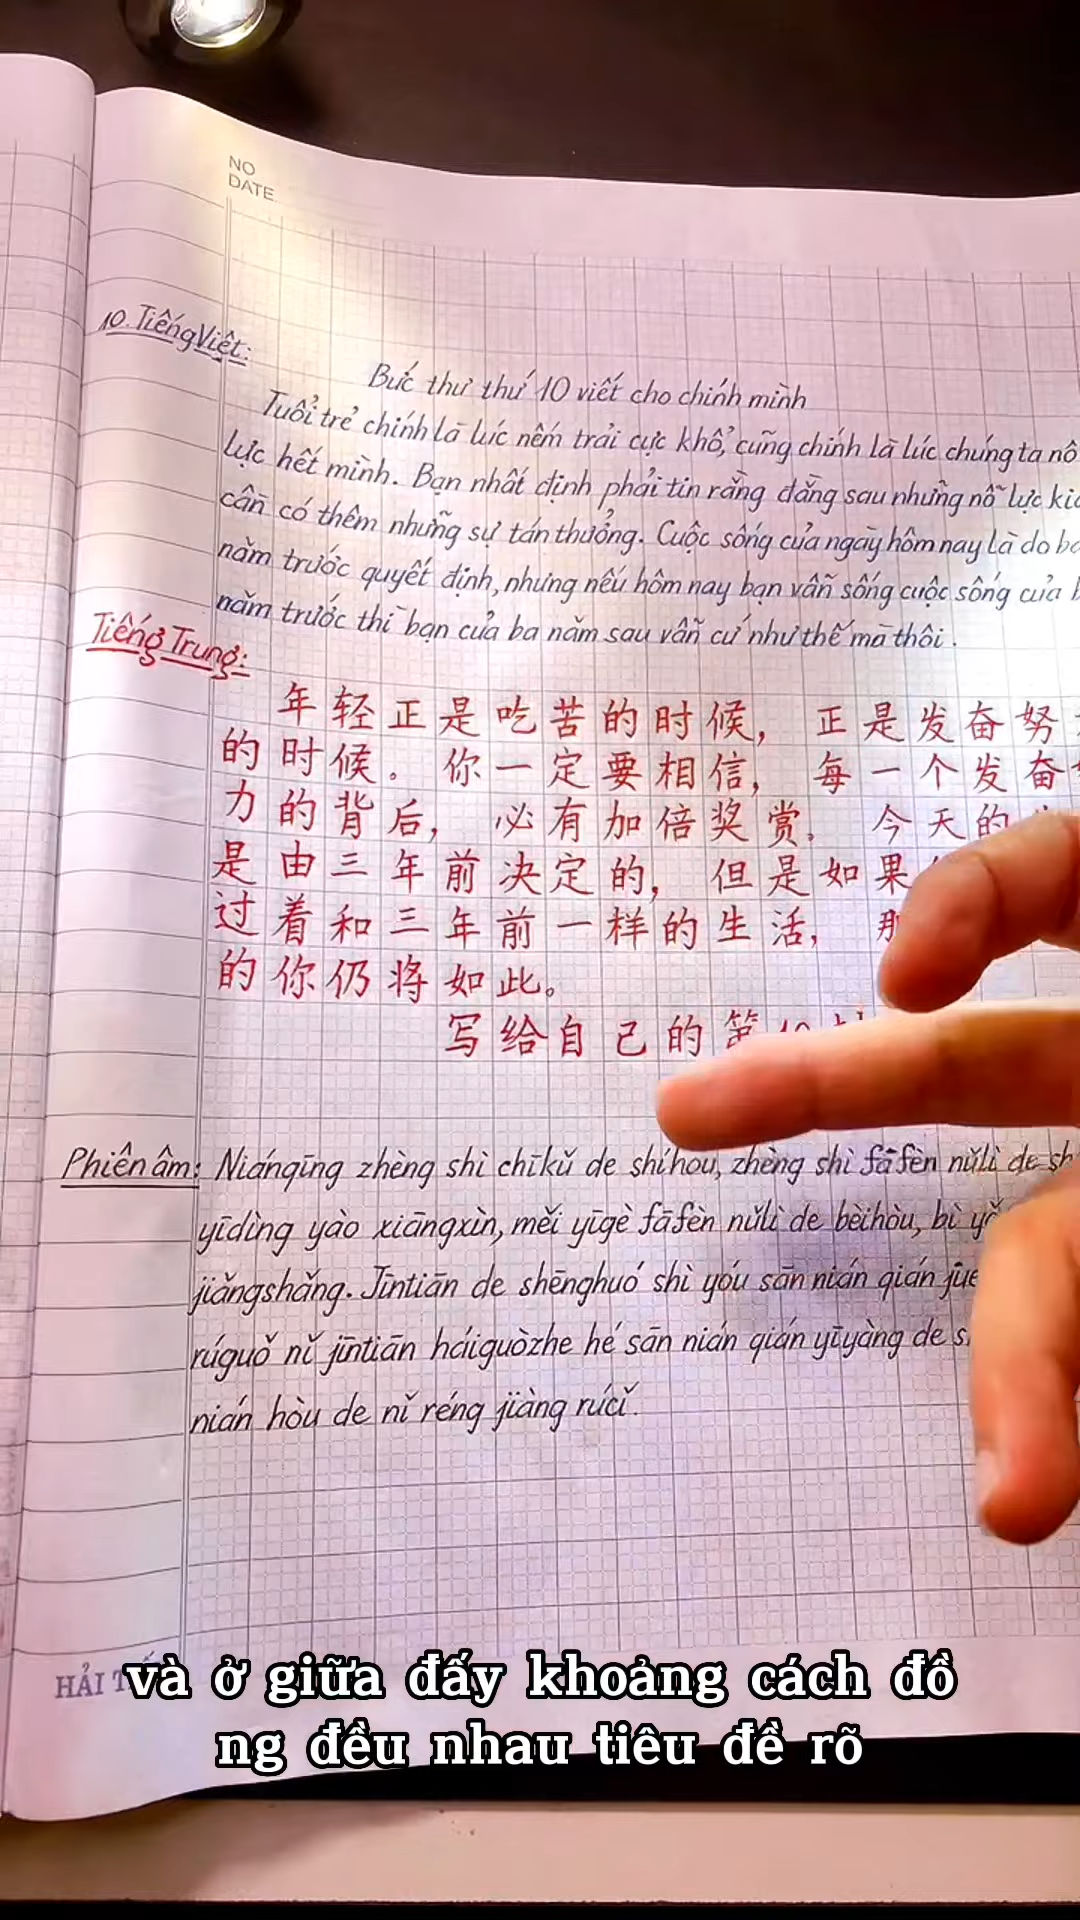 NO
DATE
10. Tiếng Việt:
Bức thư thứ 10 viết cho chính mình
Tuổi trẻ chính là lúc nếm trải cực khổ, cũng chính là lúc chúng ta nỗ
lực hết mình. Bạn nhất định phải tin rằng đằng sau những nỗ lực
cần có thêm những sự tán thưởng. Cuộc sống của ngày hôm nay là do ba
năm trước quyết định, nhưng nếu hôm nay bạn vẫn sống cuộc sống của
năm trước thì bạn của ba năm sau vẫn cứ như thế mà thôi.
Tiếng Trung:
年轻正是吃苦的时候，正是发奋努
的时候。你一定要相信，每一个发奋
力的背后，必有加倍奖赏。今天的
是由三年前决定的，但是如果
过着和三年前一样的生活，
的你仍将如此。
写给自己的第10
Phiên âm: Niánqīng zhèng shì chīkǔ de shíhou, zhèng shì fāfèn nǔlì de sh
yīdìng yào xiāngxìn, měi yīgè fāfèn nǔlì de bèihòu, bì
jiǎngshǎng. Jīntiān de shēnghuó shì yóu sān nián qián
rúguǒ nǐ jīntiān háiguòzhe hé sān nián qián yīyàng de
nián hòu de nǐ réng jiàng rúcǐ.
HẢI
và ở giữa đấy khoảng cách đồ
ng đều nhau tiêu đề rõ